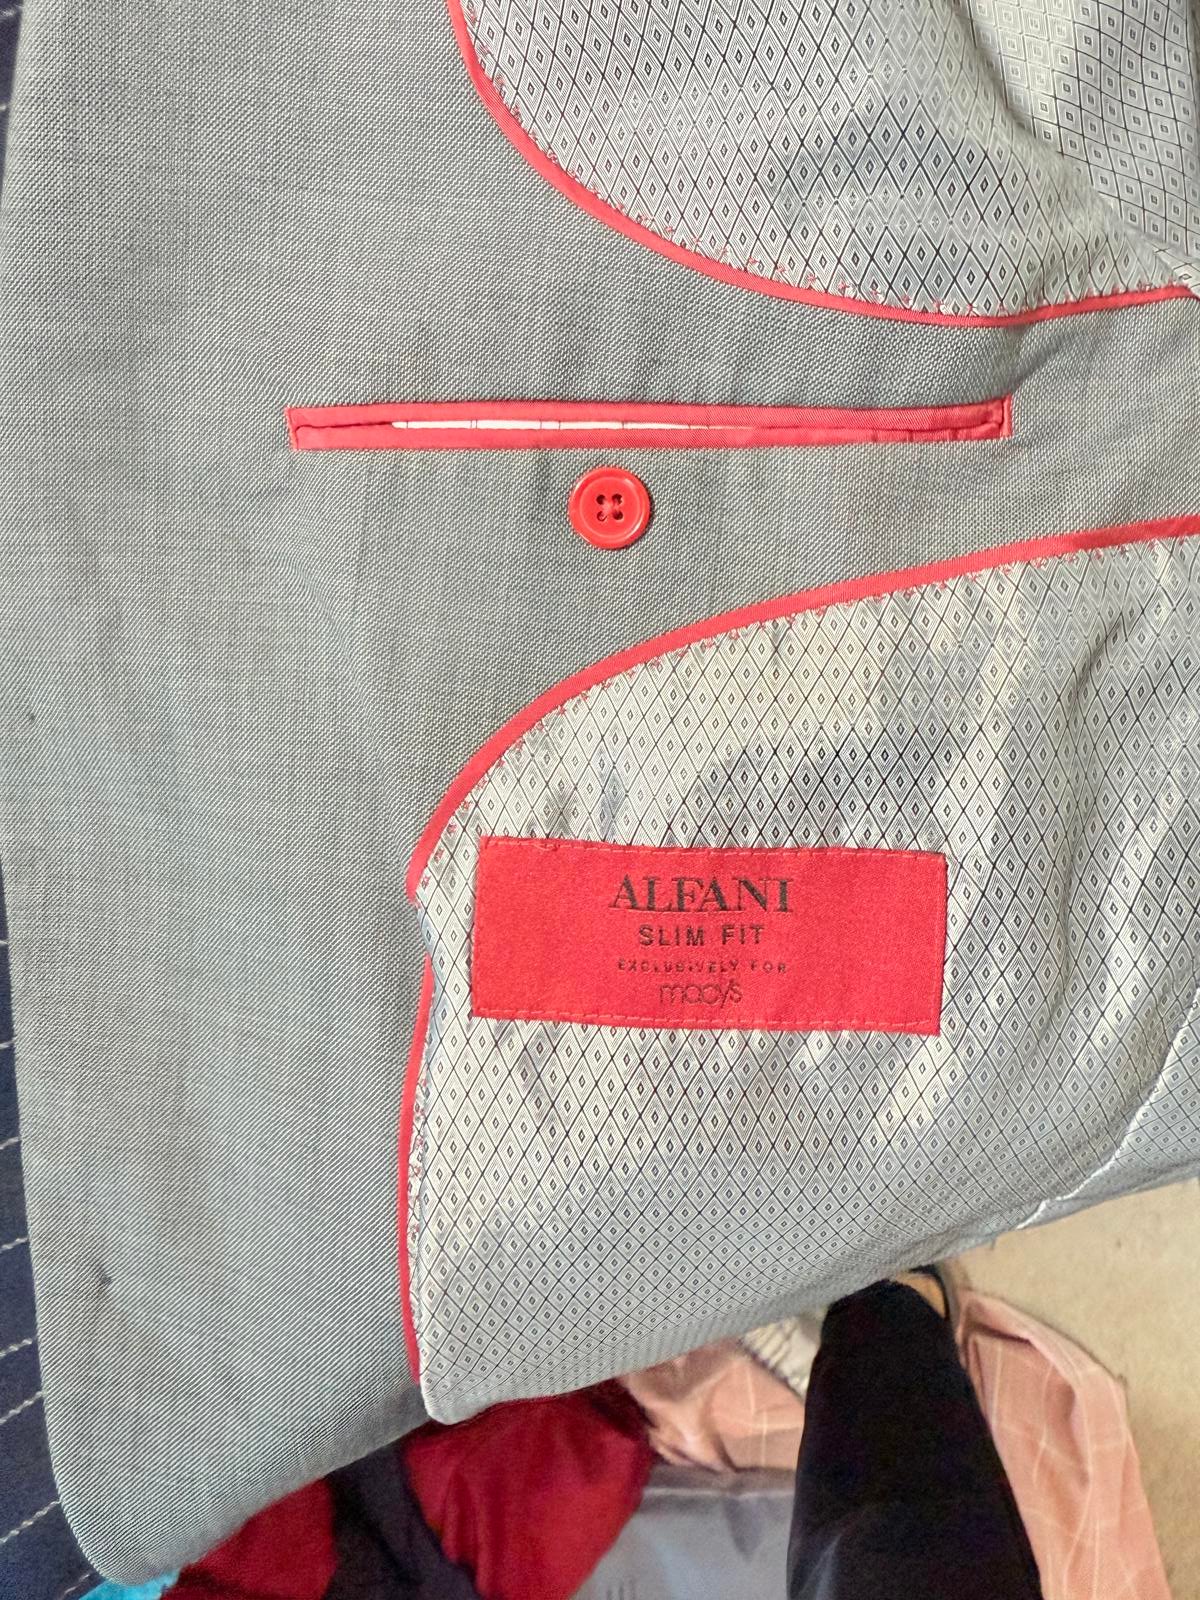 ALFANI
SLIM FIT
EXCLUSIVELY FOR
macy's